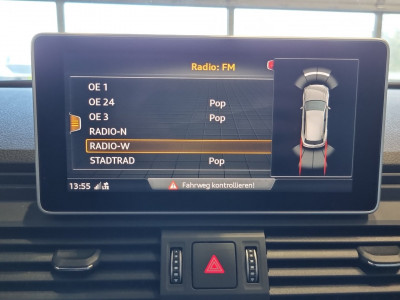 Radio: FM
OE 1
OE 24 Pop
OE 3 Pop
RADIO-N
RADIO-W
STADTRAD Pop
13:55
Fahrweg kontrollieren!